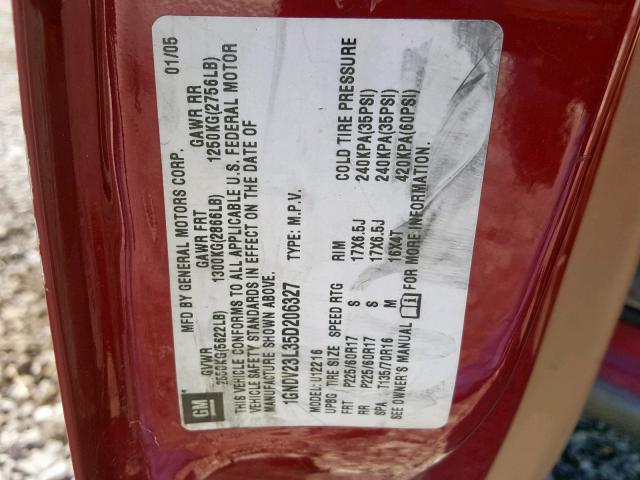 GM
MFD BY GENERAL MOTORS CORP. 01/05
GVWR GAWR FRT GAWR RR
2550KG(5622LB) 1300KG(2866LB) 1250KG(2756LB)
THIS VEHICLE CONFORMS TO ALL APPLICABLE U.S. FEDERAL MOTOR
VEHICLE SAFETY STANDARDS IN EFFECT ON THE DATE OF
MANUFACTURE SHOWN ABOVE.
1GNDV23L35D206327 TYPE: M.P.V.
MODEL: U12216
UPBG TIRE SIZE SPEED RTG RIM COLD TIRE PRESSURE
FRT P225/60R17 S 17X6.5J 240KPA(35PSI)
RR P225/60R17 S 17X6.5J 240KPA(35PSI)
SPA T135/70R16 M 16X4T 420KPA(60PSI)
SEE OWNER'S MANUAL FOR MORE INFORMATION.